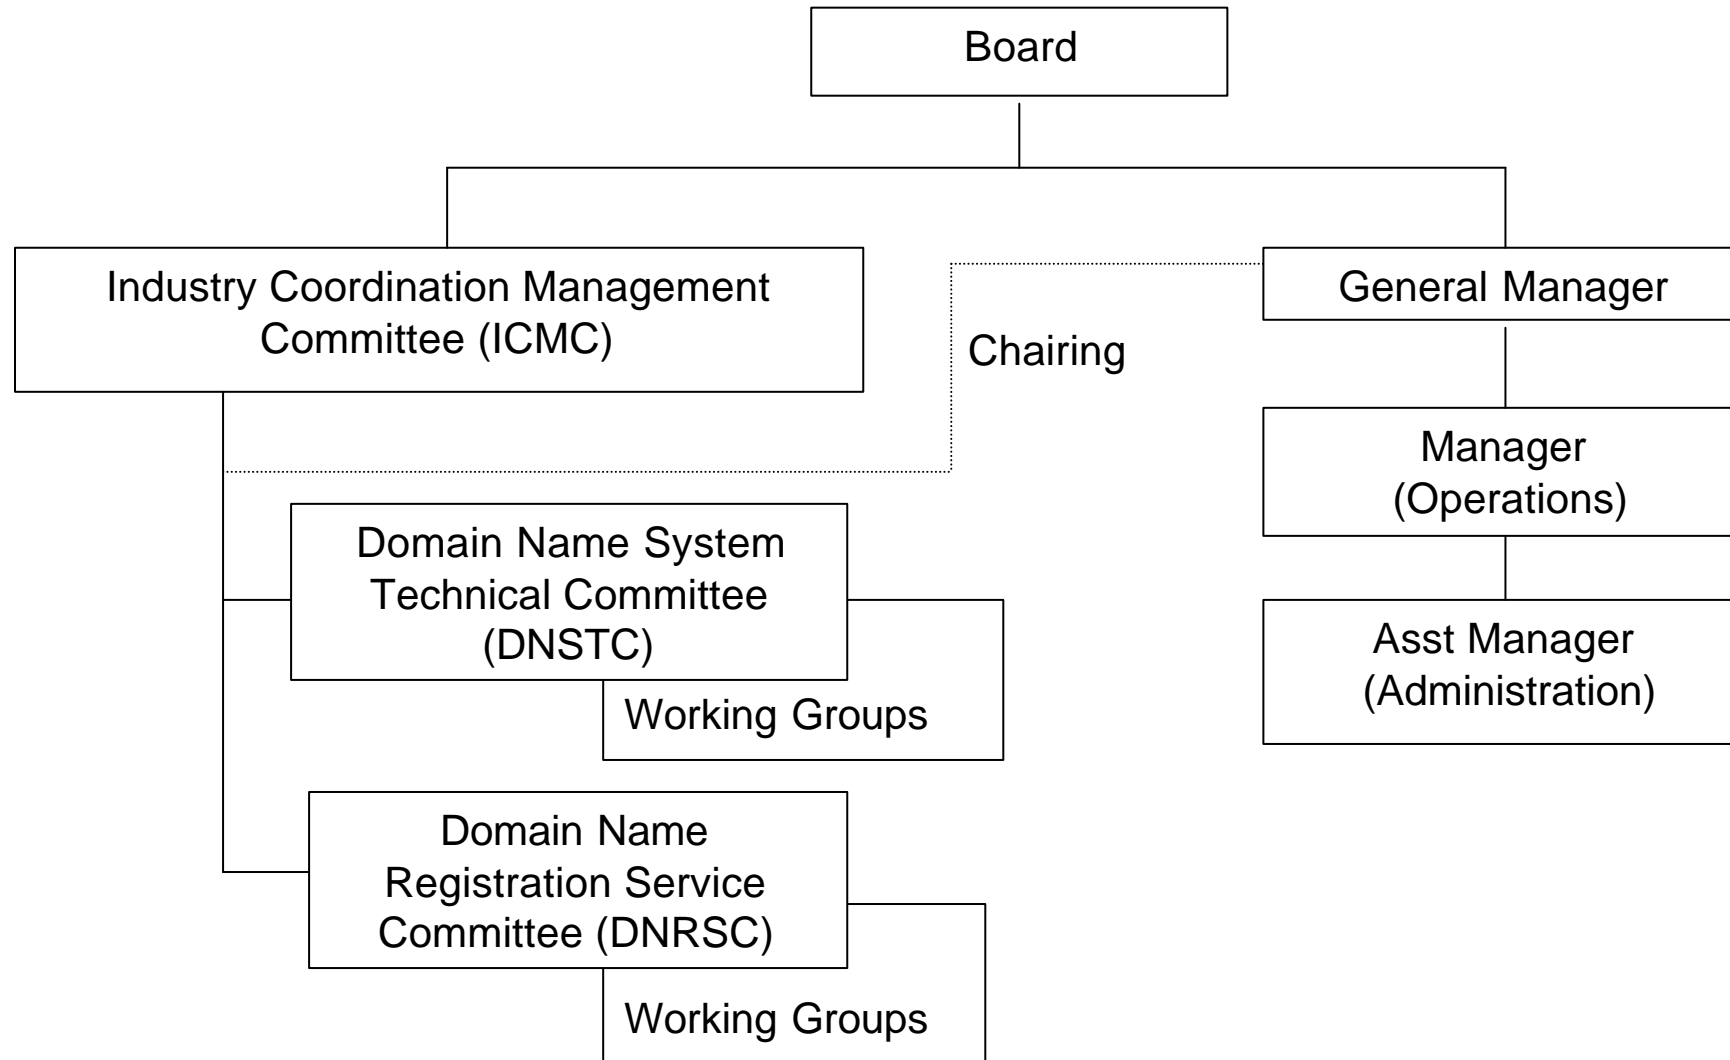 Board
Industry Coordination Management
Committee (ICMC)
General Manager
Chairing
Manager
(Operations)
Domain Name System
Technical Committee
(DNSTC)
Asst Manager
(Administration)
Working Groups
Domain Name
Registration Service
Committee (DNRSC)
Working Groups